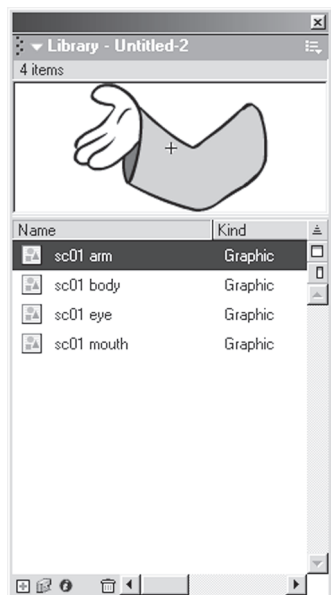 Library - Untitled-2
4 items
Name Kind
sc01 arm Graphic
sc01 body Graphic
sc01 eye Graphic
sc01 mouth Graphic